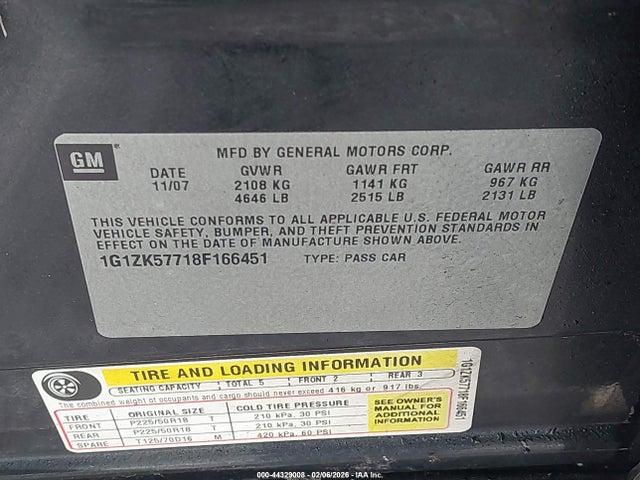 GM
MFD BY GENERAL MOTORS CORP.
DATE GVWR GAWR FRT GAWR RR
11/07 2108 KG 1141 KG 967 KG
4646 LB 2515 LB 2131 LB
THIS VEHICLE CONFORMS TO ALL APPLICABLE U.S. FEDERAL MOTOR
VEHICLE SAFETY, BUMPER, AND THEFT PREVENTION STANDARDS IN
EFFECT ON THE DATE OF MANUFACTURE SHOWN ABOVE.
1G1ZK57718F166451 TYPE: PASS CAR
TIRE AND LOADING INFORMATION
SEATING CAPACITY TOTAL 5 FRONT 2 REAR 3
The combined weight of occupants and cargo should never exceed 416 kg or 917 lbs.
TIRE ORIGINAL SIZE COLD TIRE PRESSURE
FRONT P225/50R18 T 210 kPa, 30 PSI
REAR P225/50R18 T 210 kPa, 30 PSI
SPARE T125/70D16 M 420 kPa, 60 PSI
SEE OWNER'S
MANUAL FOR
ADDITIONAL
INFORMATION
1G1ZK57718F166451
000-44329008 - 02/06/2026 - COPYRIGHT IAA, LLC.